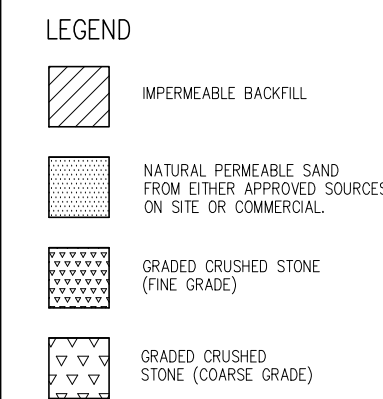 LEGEND
IMPERMEABLE BACKFILL
NATURAL PERMEABLE SAND
FROM EITHER APPROVED SOURCES
ON SITE OR COMMERCIAL.
GRADED CRUSHED STONE
(FINE GRADE)
GRADED CRUSHED
STONE (COARSE GRADE)